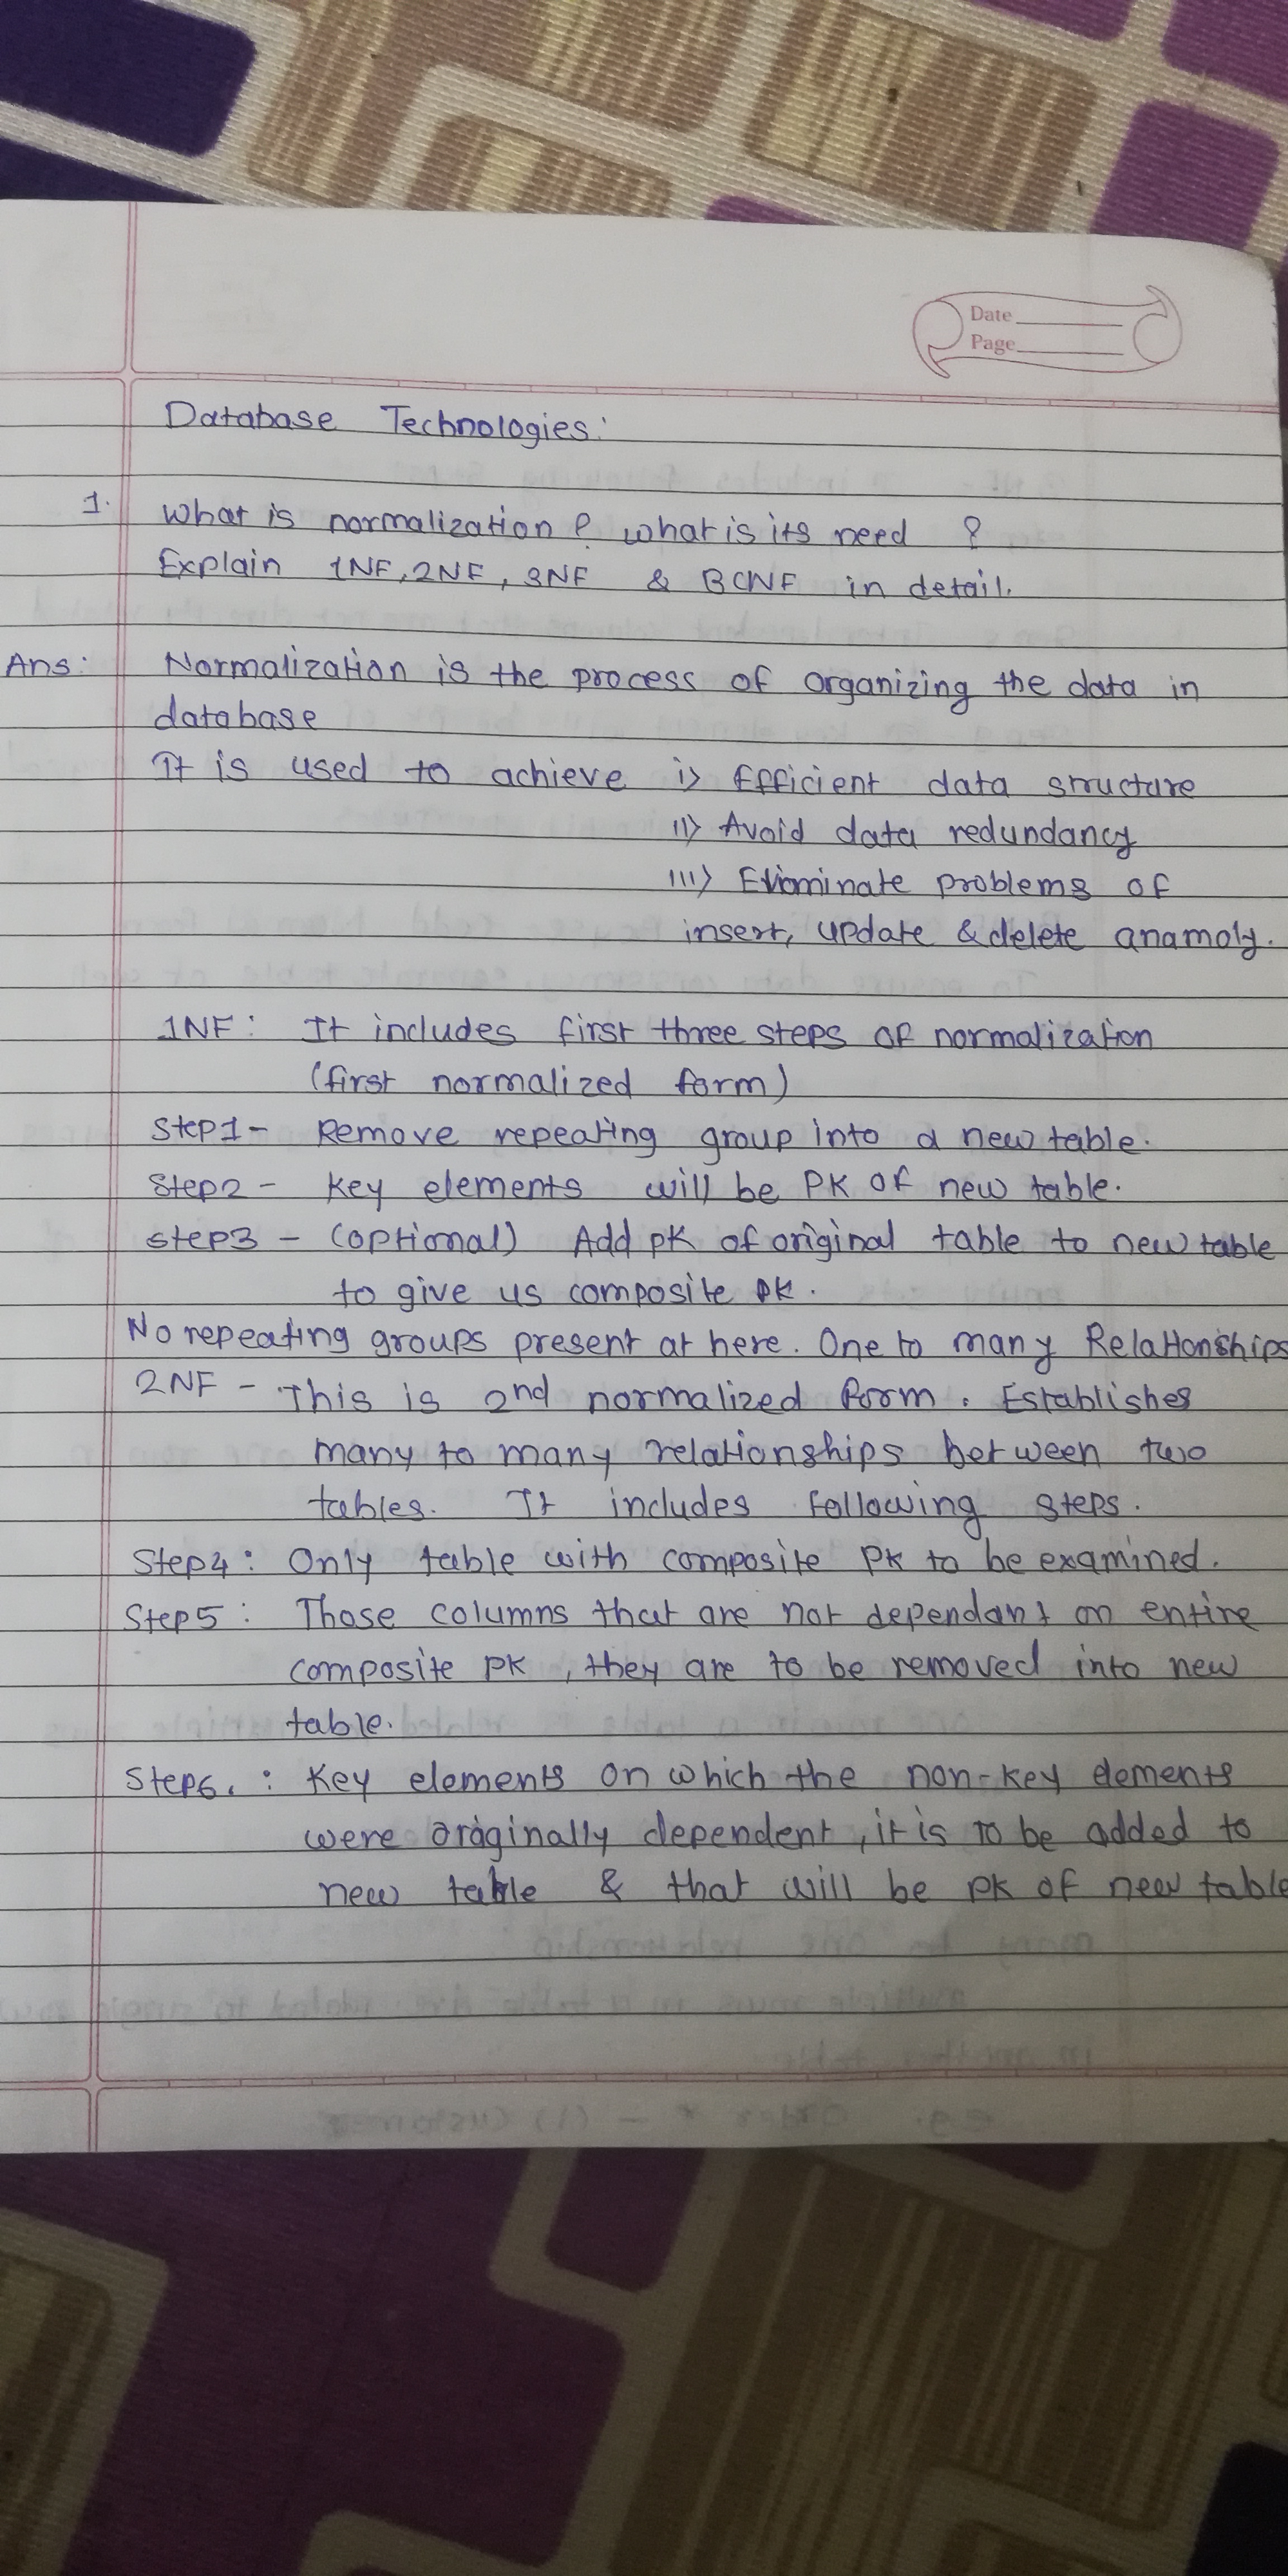 Date
Page
Database Technologies:
1. What is normalization? what is its need ?
Explain 1NF, 2NF, 3NF & BCNF in detail.
Ans: Normalization is the process of organizing the data in
database
It is used to achieve i> Efficient data structure
ii> Avoid data redundancy
iii> Eliminate problems of
insert, update & delete anamoly.
1NF: It includes first three steps of normalization
(first normalized form)
Step1- Remove repeating group into a new table.
Step2 - Key elements will be PK of new table.
Step3 - (optional) Add PK of original table to new table
to give us composite PK.
No repeating groups present at here. One to many Relationships
2NF - This is 2nd normalized form. Establishes
many to many relationships between two
tables. It includes following steps.
Step4: Only table with composite PK to be examined.
Step5: Those columns that are not dependant on entire
composite PK, they are to be removed into new
table.
Step6. : Key elements on which the non-key elements
were originally dependent, it is to be added to
new table & that will be PK of new table